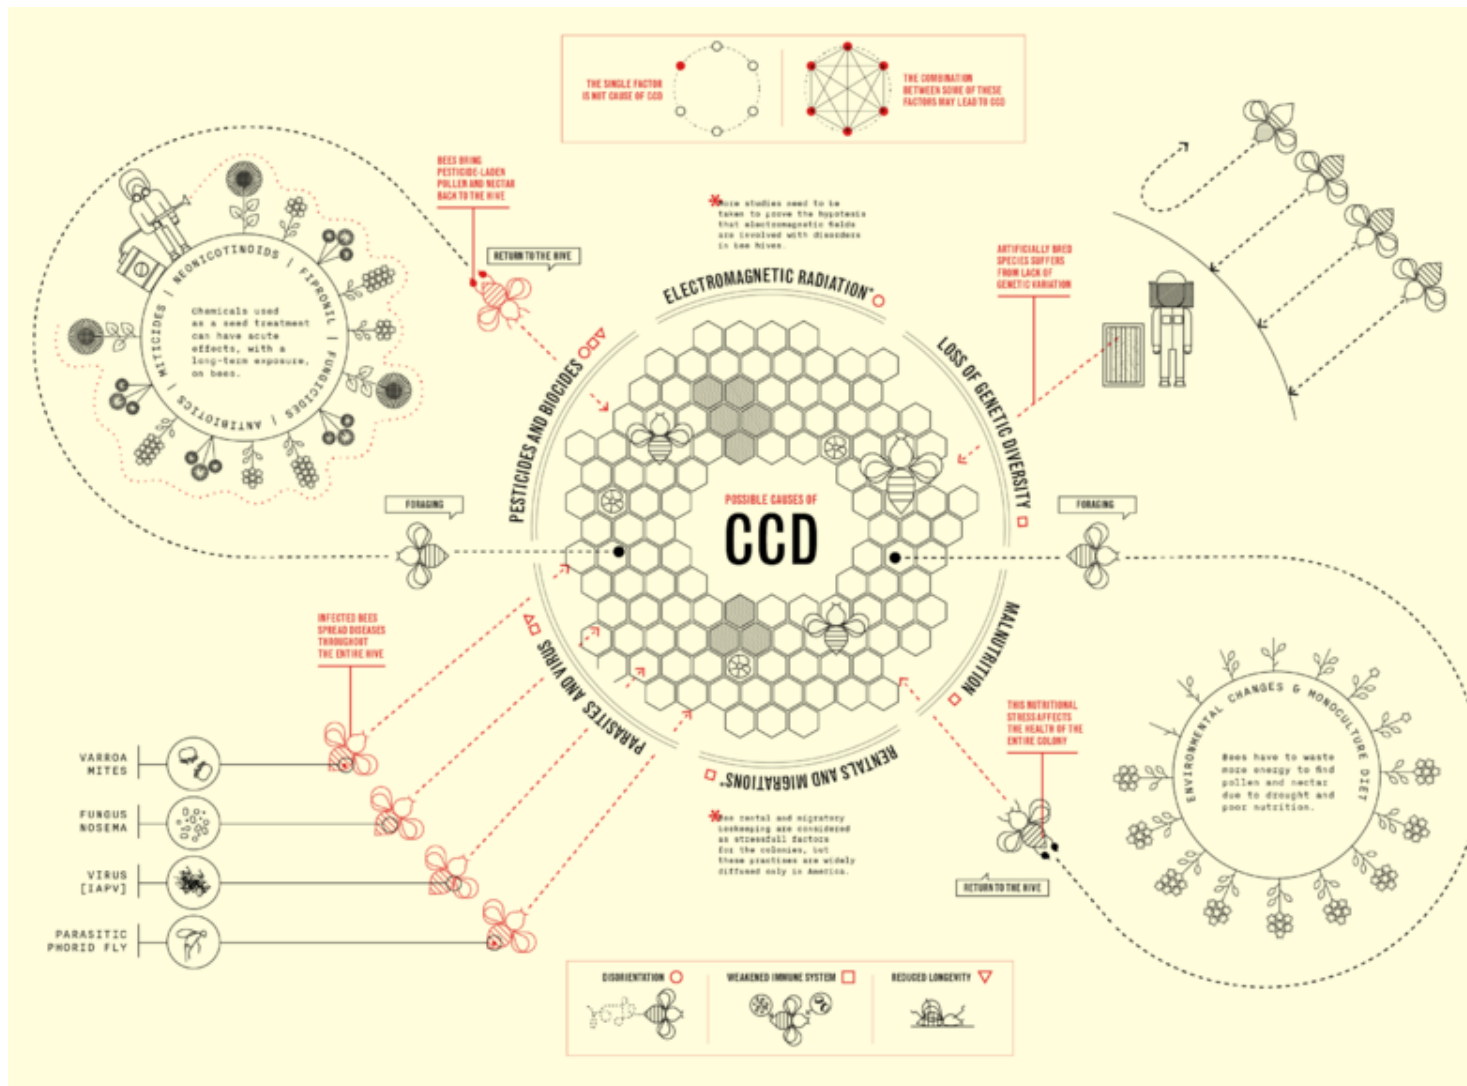 THE SINGLE FACTOR
IS NOT CAUSE OF CCD
THE COMBINATION
BETWEEN SOME OF THESE
FACTORS MAY LEAD TO CCD
BEES BRING
PESTICIDE-LADEN
POLLEN AND NECTAR
BACK TO THE HIVE
RETURN TO THE HIVE
*More studies need to be
taken to prove the hypotesis
that electromagnetic fields
are involved with disorders
in bee hives.
ARTIFICIALLY BRED
SPECIES SUFFERS
FROM LACK OF
GENETIC VARIATION
MITICIDES | NEONICOTINOIDS | FIPRONIL | FUNGICIDES | ANTIBIOTICS |
Chemicals used
as a seed treatment
can have acute
effects, with a
long-term exposure,
on bees.
ELECTROMAGNETIC RADIATION*
PESTICIDES AND BIOCIDES
LOSS OF GENETIC DIVERSITY
POSSIBLE CAUSES OF
CCD
FORAGING
FORAGING
INFECTED BEES
SPREAD DISEASES
THROUGHOUT
THE ENTIRE HIVE
PARASITES AND VIRUS
MALNUTRITION
RENTALS AND MIGRATIONS*
THIS NUTRITIONAL
STRESS AFFECTS
THE HEALTH OF THE
ENTIRE COLONY
ENVIRONMENTAL CHANGES & MONOCULTURE DIET
Bees have to waste
more energy to find
pollen and nectar
due to drought and
poor nutrition.
VARROA
MITES
FUNGUS
NOSEMA
VIRUS
[IAPV]
PARASITIC
PHORID FLY
*Bee rental and migratory
beekeeping are considered
as stressfull factors
for the colonies, but
these practises are widely
diffused only in America.
RETURN TO THE HIVE
DISORIENTATION
WEAKENED IMMUNE SYSTEM
REDUCED LONGEVITY